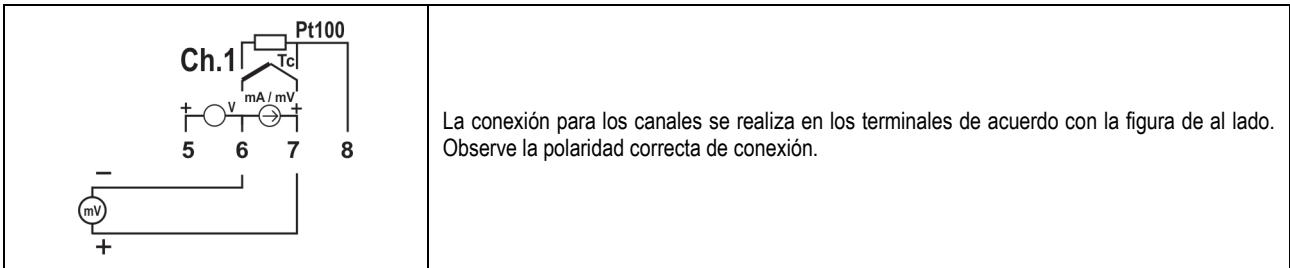 Pt100
Ch.1
Tc
mA / mV
+ V +
5 6 7 8
−
mV
+
La conexión para los canales se realiza en los terminales de acuerdo con la figura de al lado.
Observe la polaridad correcta de conexión.